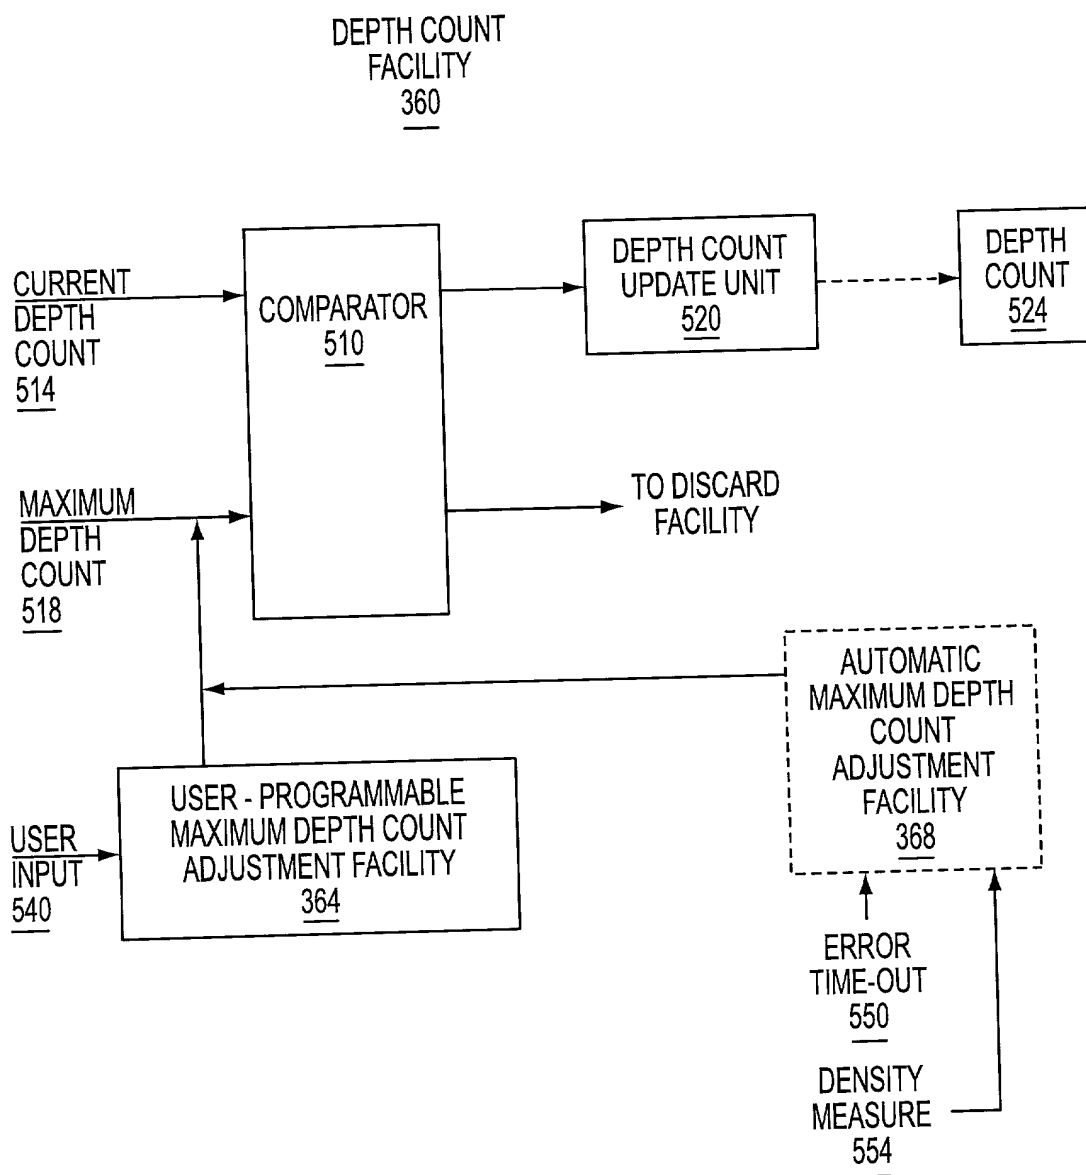 DEPTH COUNT
FACILITY
360
CURRENT
DEPTH
COUNT
514
COMPARATOR
510
DEPTH COUNT
UPDATE UNIT
520
DEPTH
COUNT
524
MAXIMUM
DEPTH
COUNT
518
TO DISCARD
FACILITY
AUTOMATIC
MAXIMUM DEPTH
COUNT
ADJUSTMENT
FACILITY
368
USER - PROGRAMMABLE
MAXIMUM DEPTH COUNT
ADJUSTMENT FACILITY
364
USER
INPUT
540
ERROR
TIME-OUT
550
DENSITY
MEASURE
554